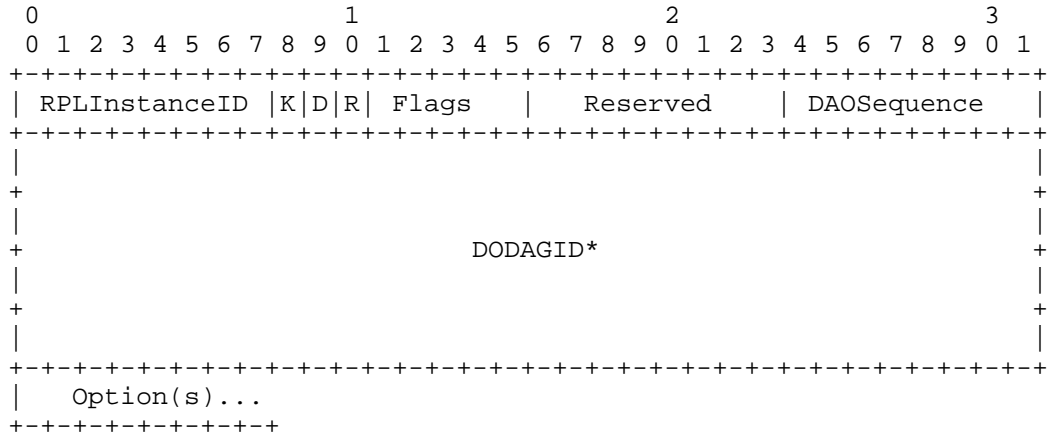 0                   1                   2                   3
 0 1 2 3 4 5 6 7 8 9 0 1 2 3 4 5 6 7 8 9 0 1 2 3 4 5 6 7 8 9 0 1
+-+-+-+-+-+-+-+-+-+-+-+-+-+-+-+-+-+-+-+-+-+-+-+-+-+-+-+-+-+-+-+-+
| RPLInstanceID |K|D|R| Flags   |   Reserved    | DAOSequence   |
+-+-+-+-+-+-+-+-+-+-+-+-+-+-+-+-+-+-+-+-+-+-+-+-+-+-+-+-+-+-+-+-+
|                                                               |
+                                                               +
|                                                               |
+                            DODAGID*                           +
|                                                               |
+                                                               +
|                                                               |
+-+-+-+-+-+-+-+-+-+-+-+-+-+-+-+-+-+-+-+-+-+-+-+-+-+-+-+-+-+-+-+-+
|   Option(s)...
+-+-+-+-+-+-+-+-+